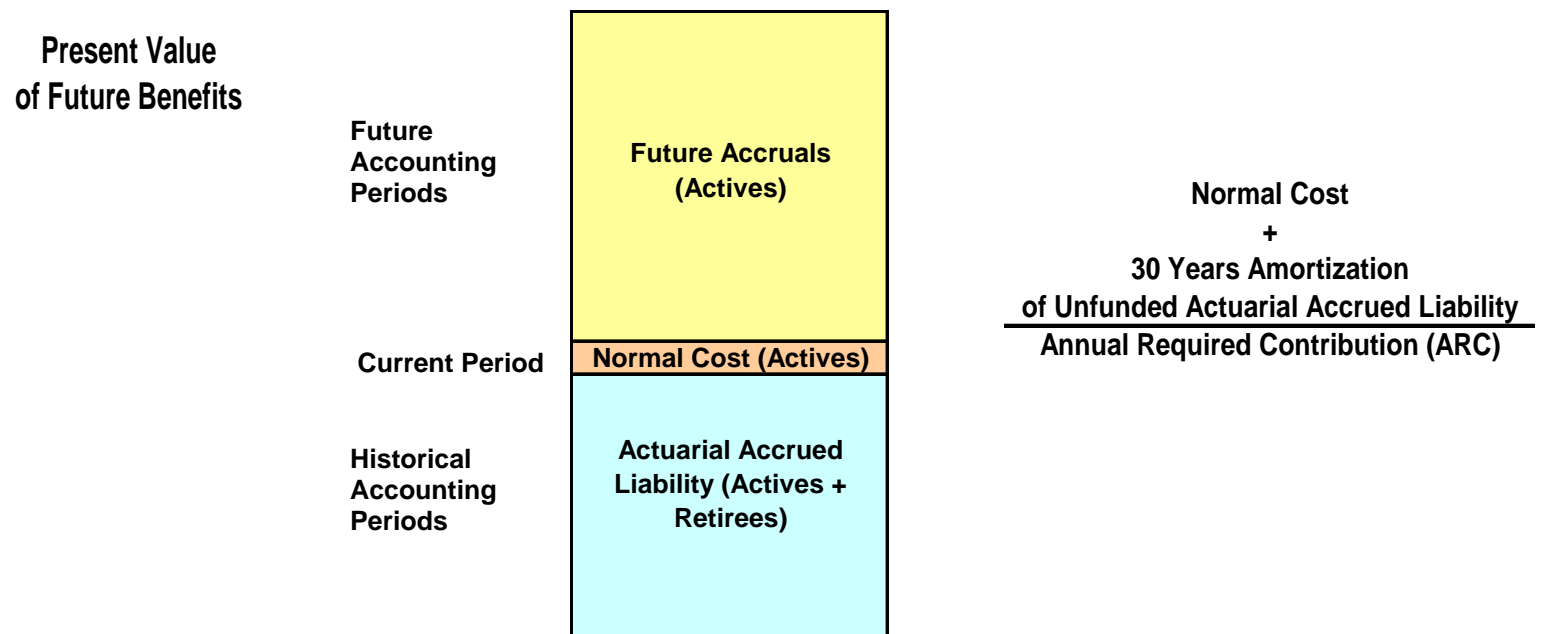 Present Value
of Future Benefits
Future
Accounting
Periods
Future Accruals
(Actives)
Current Period
Normal Cost (Actives)
Historical
Accounting
Periods
Actuarial Accrued
Liability (Actives +
Retirees)
Normal Cost
+
30 Years Amortization
of Unfunded Actuarial Accrued Liability
Annual Required Contribution (ARC)